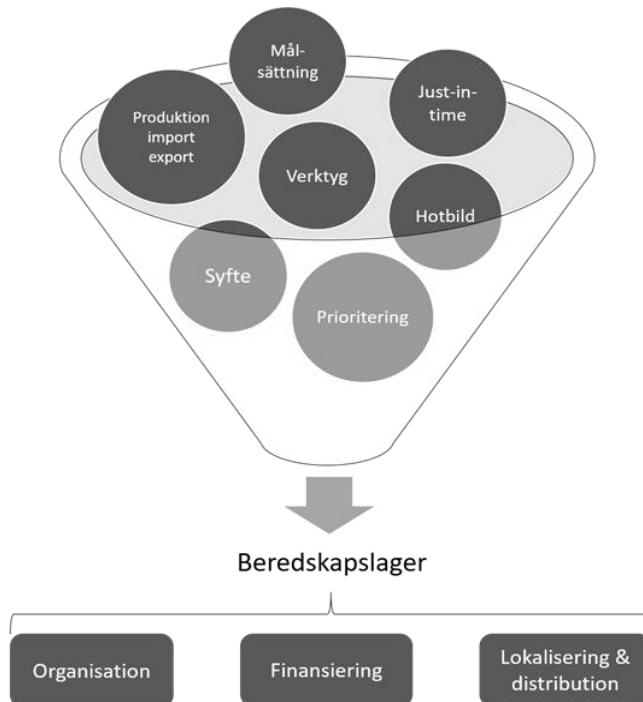 Mål-
sättning
Just-in-
time
Produktion
import
export
Verktyg
Hotbild
Syfte
Prioritering
Beredskapslager
Organisation
Finansiering
Lokalisering &
distribution